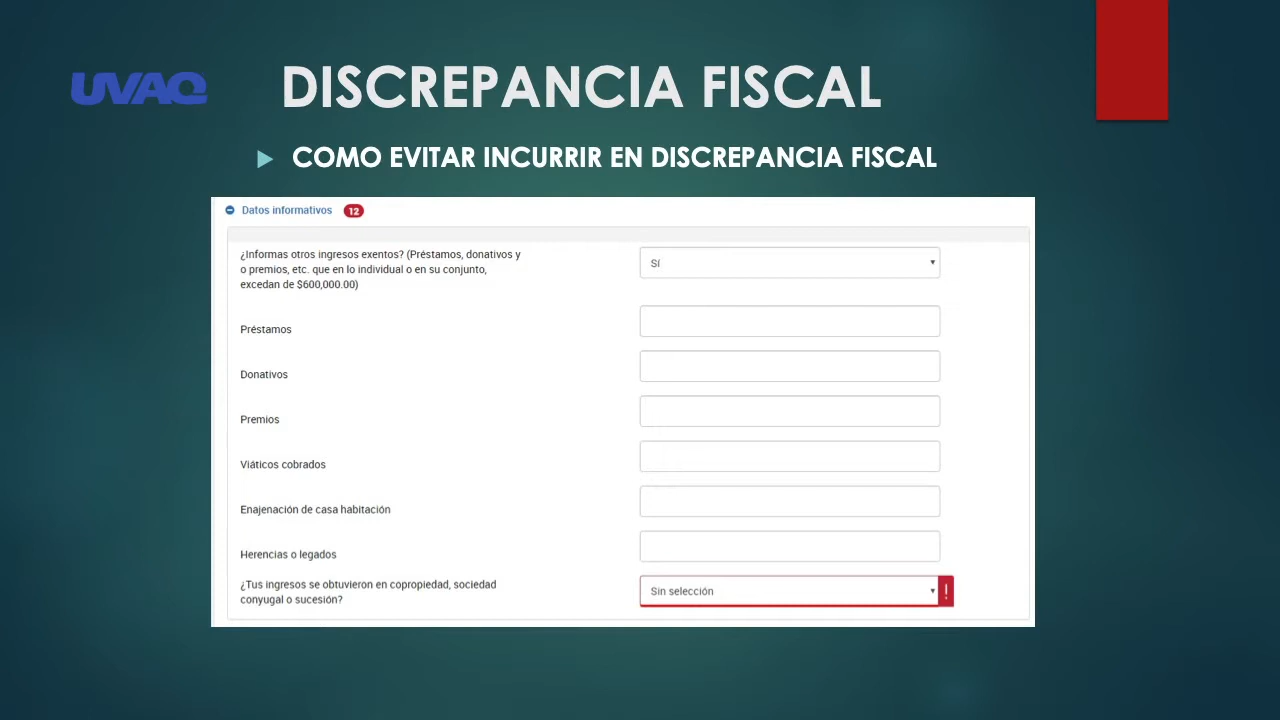 UVAQ
DISCREPANCIA FISCAL
COMO EVITAR INCURRIR EN DISCREPANCIA FISCAL
Datos informativos 12
¿Informas otros ingresos exentos? (Préstamos, donativos y
o premios, etc. que en lo individual o en su conjunto,
excedan de $600,000.00)
Sí
Préstamos
Donativos
Premios
Viáticos cobrados
Enajenación de casa habitación
Herencias o legados
¿Tus ingresos se obtuvieron en copropiedad, sociedad
conyugal o sucesión?
Sin selección !